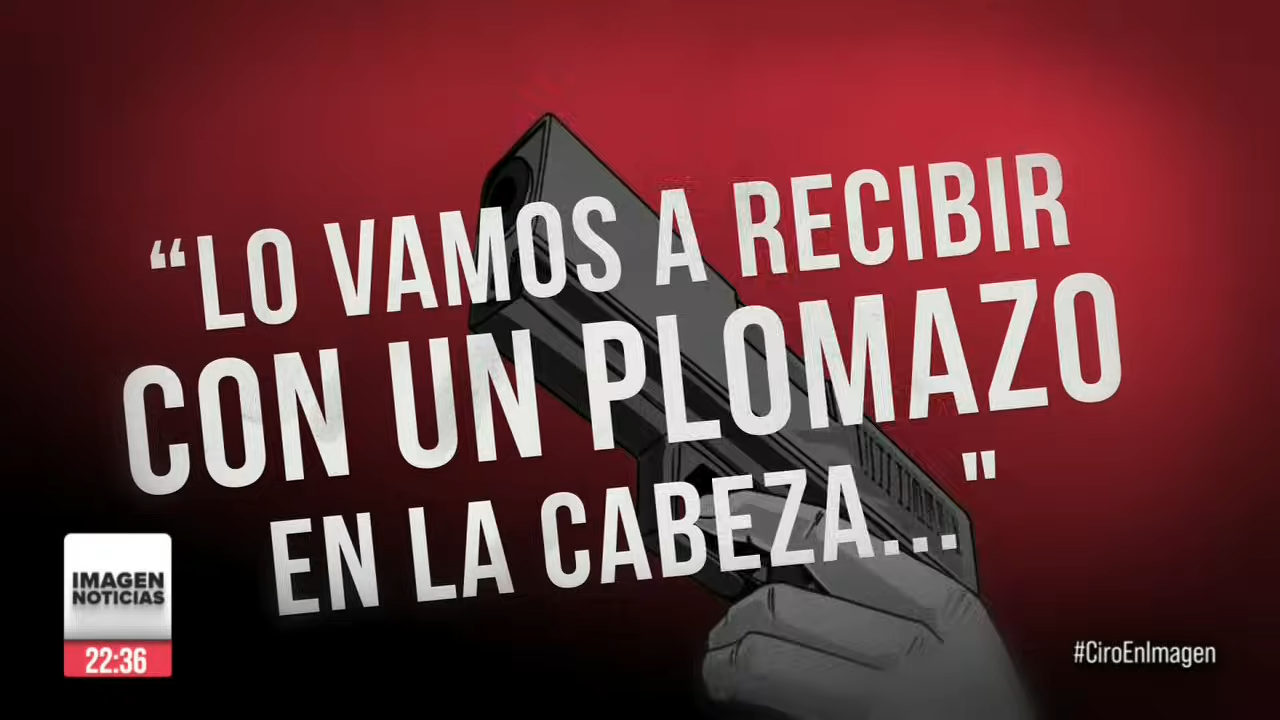 “LO VAMOS A RECIBIR
CON UN PLOMAZO
EN LA CABEZA..."
IMAGEN
NOTICIAS
22:36
#CiroEnImagen